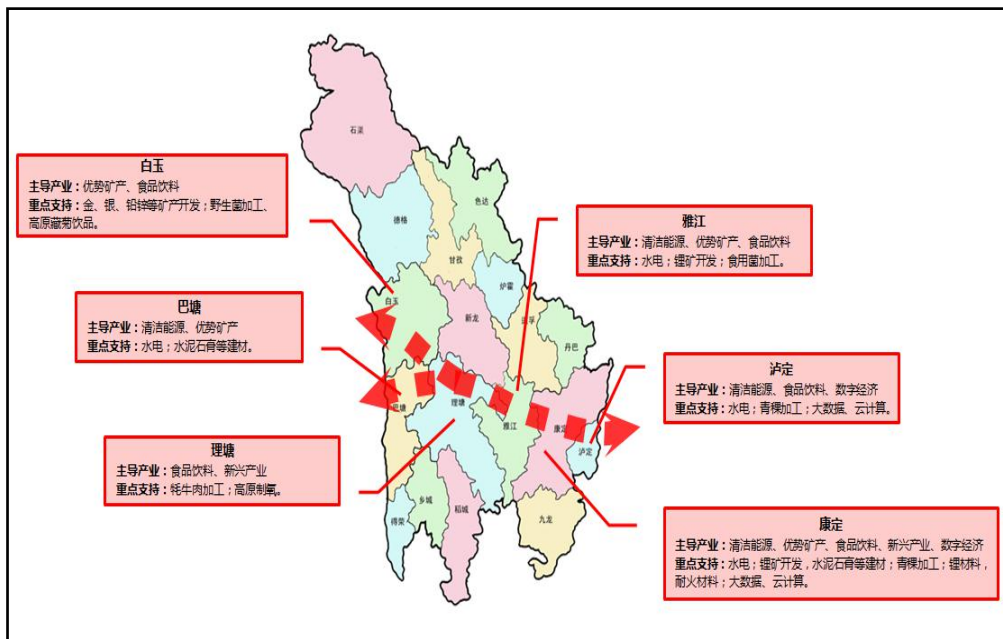 石渠
白玉
主导产业：优势矿产、食品饮料
重点支持：金、银、铅锌等矿产开发；野生菌加工、
高原藏菊饮品。
色达
德格
雅江
主导产业：清洁能源、优势矿产、食品饮料
重点支持：水电；锂矿开发；食用菌加工。
甘孜
炉霍
白玉
巴塘
主导产业：清洁能源、优势矿产
重点支持：水电；水泥石膏等建材。
新龙
道孚
丹巴
泸定
主导产业：清洁能源、食品饮料、数字经济
重点支持：水电；青稞加工；大数据、云计算。
巴塘
理塘
雅江
康定
泸定
理塘
主导产业：食品饮料、新兴产业
重点支持：牦牛肉加工；高原制氧。
乡城
稻城
得荣
九龙
康定
主导产业：清洁能源、优势矿产、食品饮料、新兴产业、数字经济
重点支持：水电；锂矿开发，水泥石膏等建材；青稞加工；锂材料，
耐火材料；大数据、云计算。